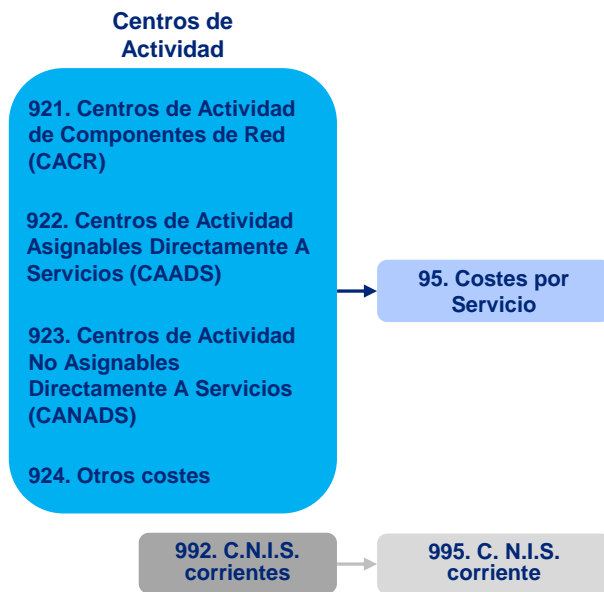 Centros de
Actividad
921. Centros de Actividad
de Componentes de Red
(CACR)
922. Centros de Actividad
Asignables Directamente A
Servicios (CAADS)
923. Centros de Actividad
No Asignables
Directamente A Servicios
(CANADS)
924. Otros costes
95. Costes por
Servicio
992. C.N.I.S.
corrientes
995. C. N.I.S.
corriente